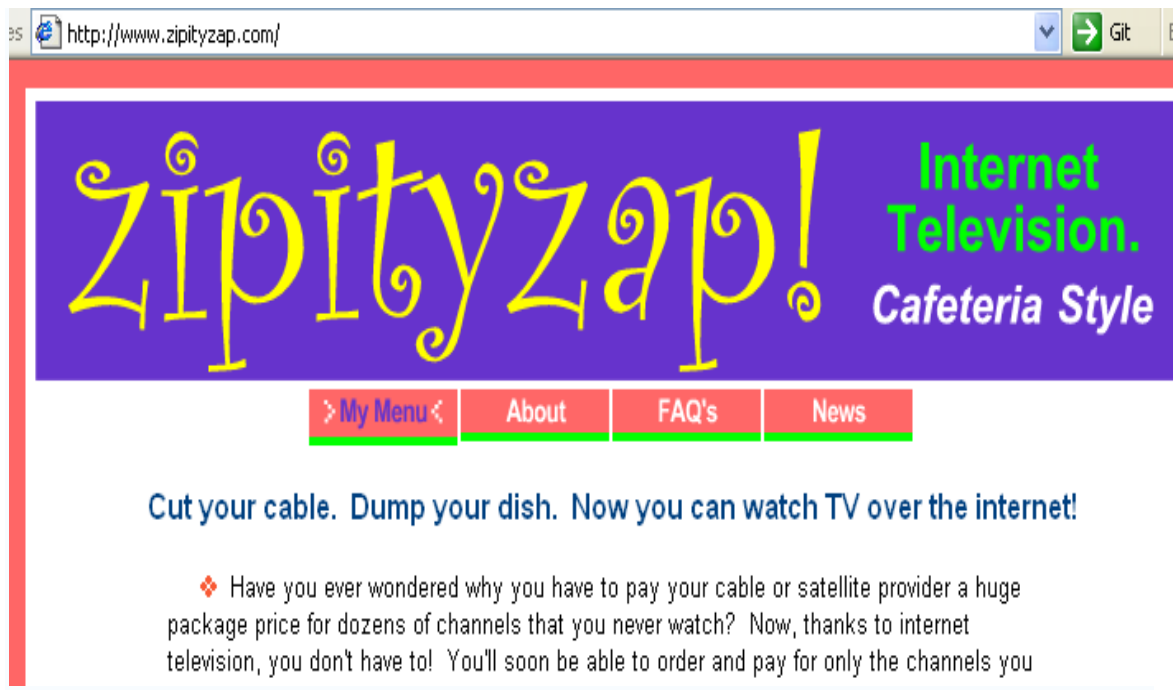 es http://www.zipityzap.com/ Git
zipityzap!
Internet
Television.
Cafeteria Style
>My Menu< About FAQ's News
Cut your cable. Dump your dish. Now you can watch TV over the internet!
❖ Have you ever wondered why you have to pay your cable or satellite provider a huge
package price for dozens of channels that you never watch? Now, thanks to internet
television, you don't have to! You'll soon be able to order and pay for only the channels you